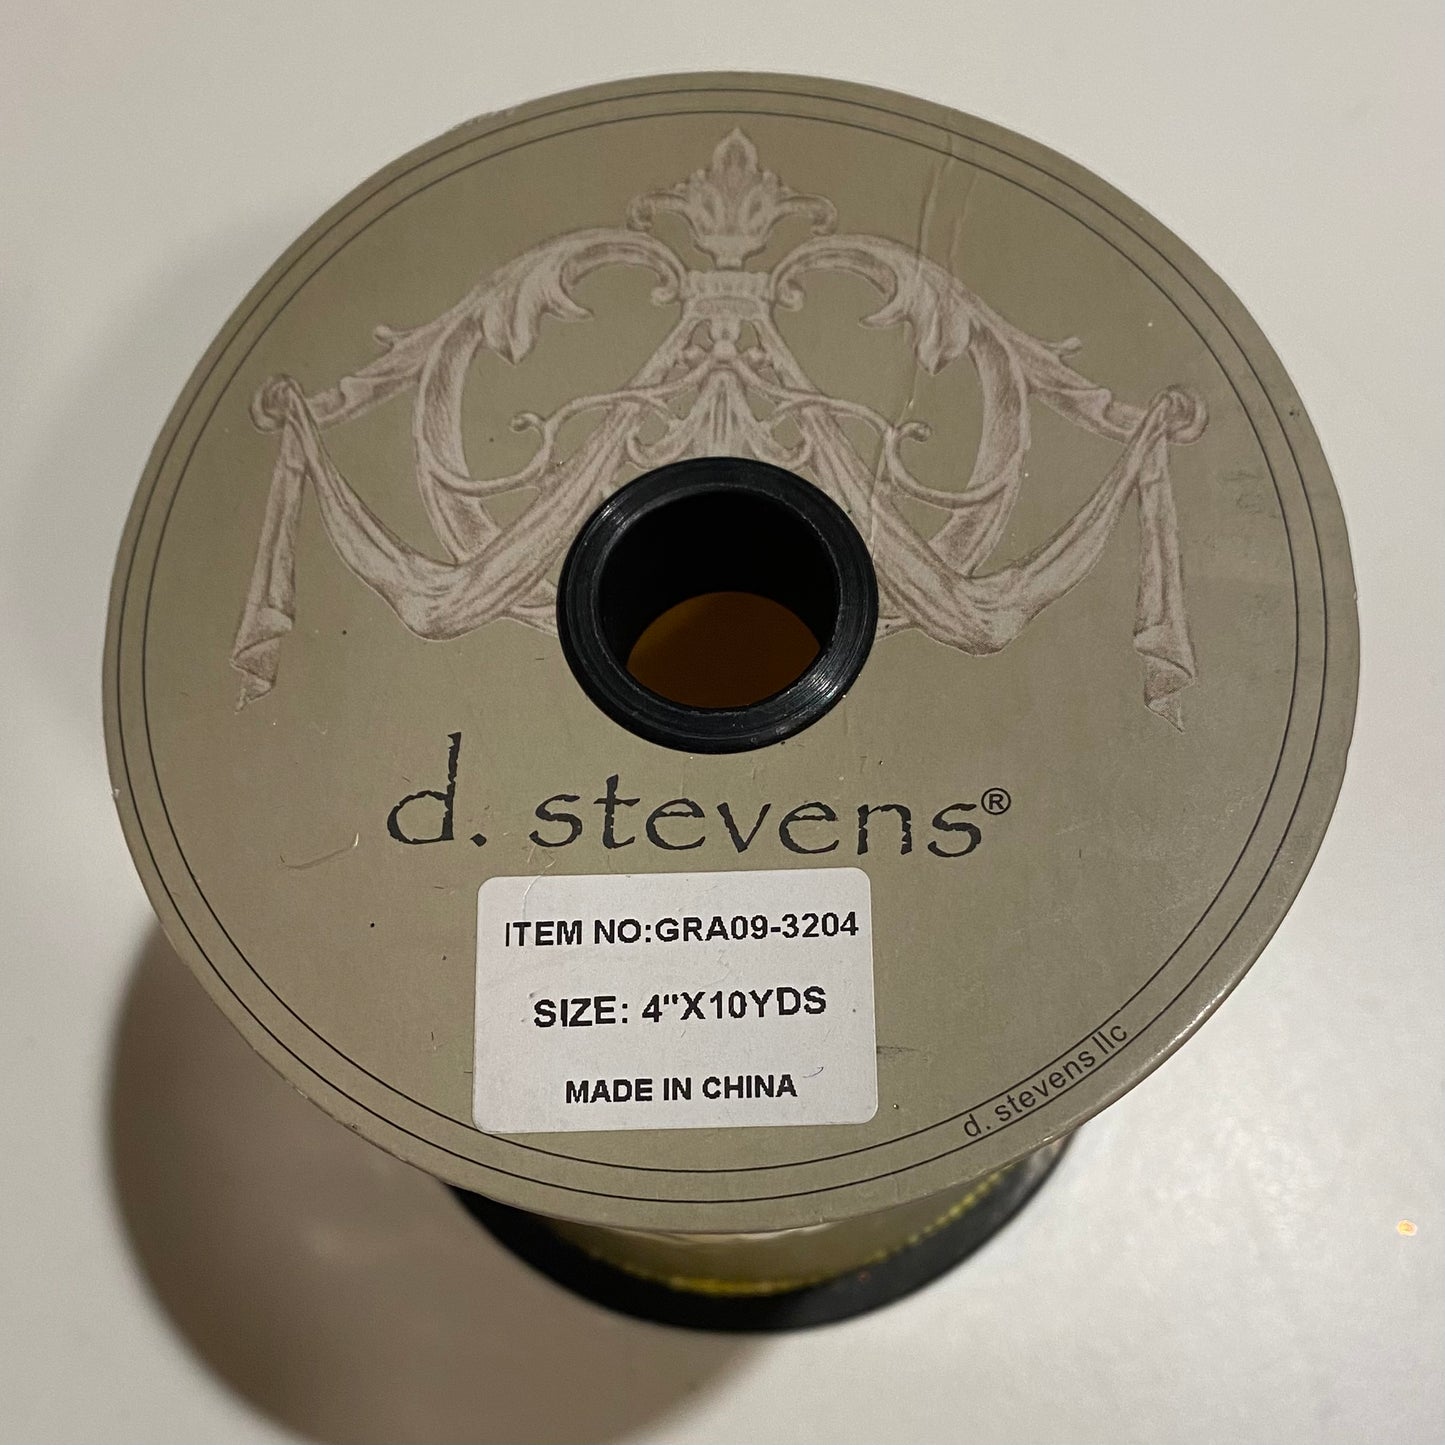 d. stevens®
ITEM NO:GRA09-3204
SIZE: 4"X10YDS
MADE IN CHINA
d. stevens llc